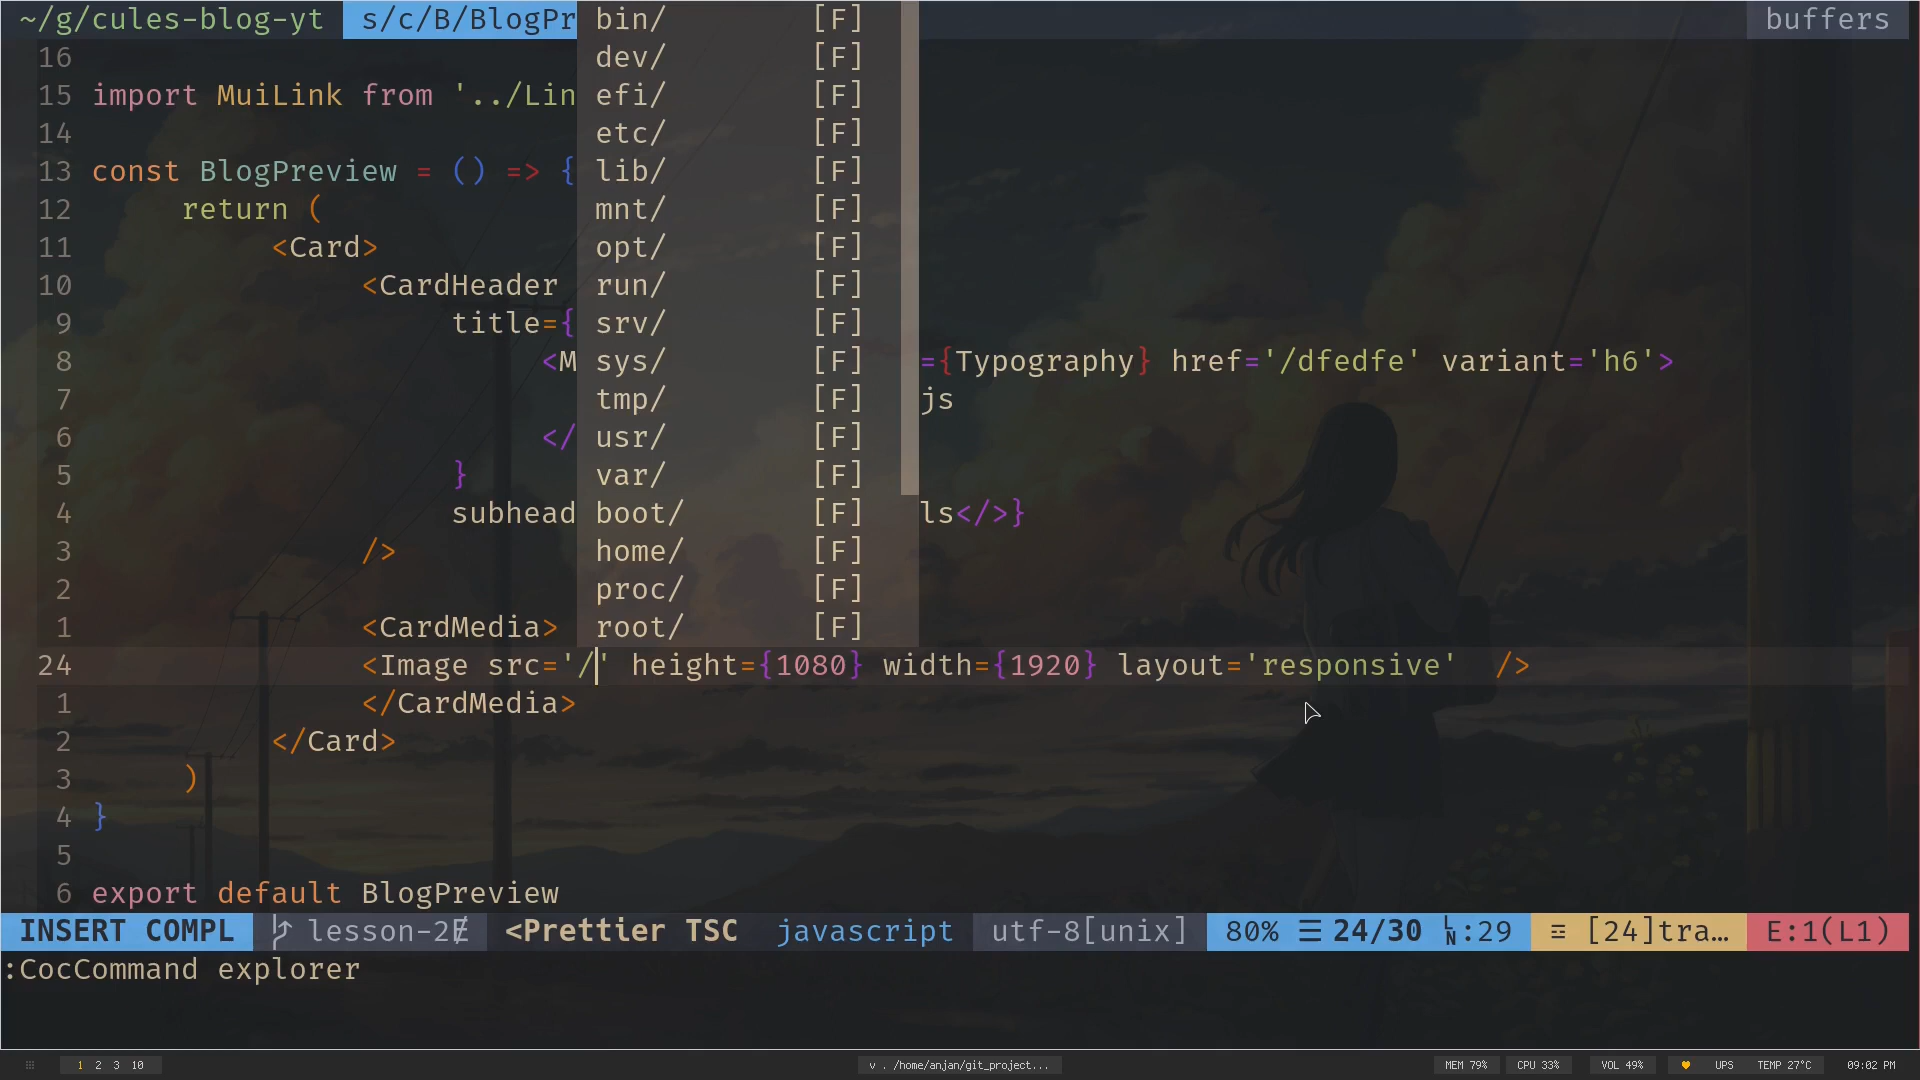 ~/g/cules-blog-yt s/c/B/BlogPr buffers
bin/ [F]
16 dev/ [F]
15 import MuiLink from '../Lin efi/ [F]
14 etc/ [F]
13 const BlogPreview = () => { lib/ [F]
12 return ( mnt/ [F]
11 <Card> opt/ [F]
10 <CardHeader run/ [F]
9 title={ srv/ [F]
8 <M sys/ [F] ={Typography} href='/dfedfe' variant='h6'>
7 tmp/ [F] js
6 </ usr/ [F]
5 } var/ [F]
4 subhead boot/ [F] ls</>}
3 /> home/ [F]
2 proc/ [F]
1 <CardMedia> root/ [F]
24 <Image src='/' height={1080} width={1920} layout='responsive' />
1 </CardMedia>
2 </Card>
3 )
4 }
5
6 export default BlogPreview
INSERT COMPL lesson-2 <Prettier TSC javascript utf-8[unix] 80% ☰ 24/30 LN:29 ☲ [24]tra… E:1(L1)
:CocCommand explorer
1 2 3 10 v . /home/anjan/git_project... MEM 79% CPU 33% VOL 49% UPS TEMP 27°C 09:02 PM